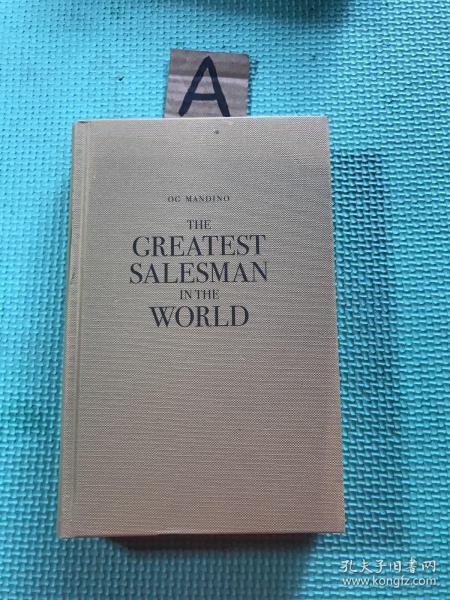 A
OG MANDINO
THE
GREATEST
SALESMAN
IN THE
WORLD
孔夫子旧书网
www.kongfz.com